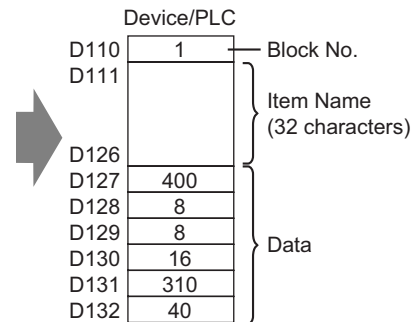 Device/PLC
D110 1 Block No.
D111
Item Name
(32 characters)
D126
D127 400
D128 8
D129 8
D130 16
Data
D131 310
D132 40